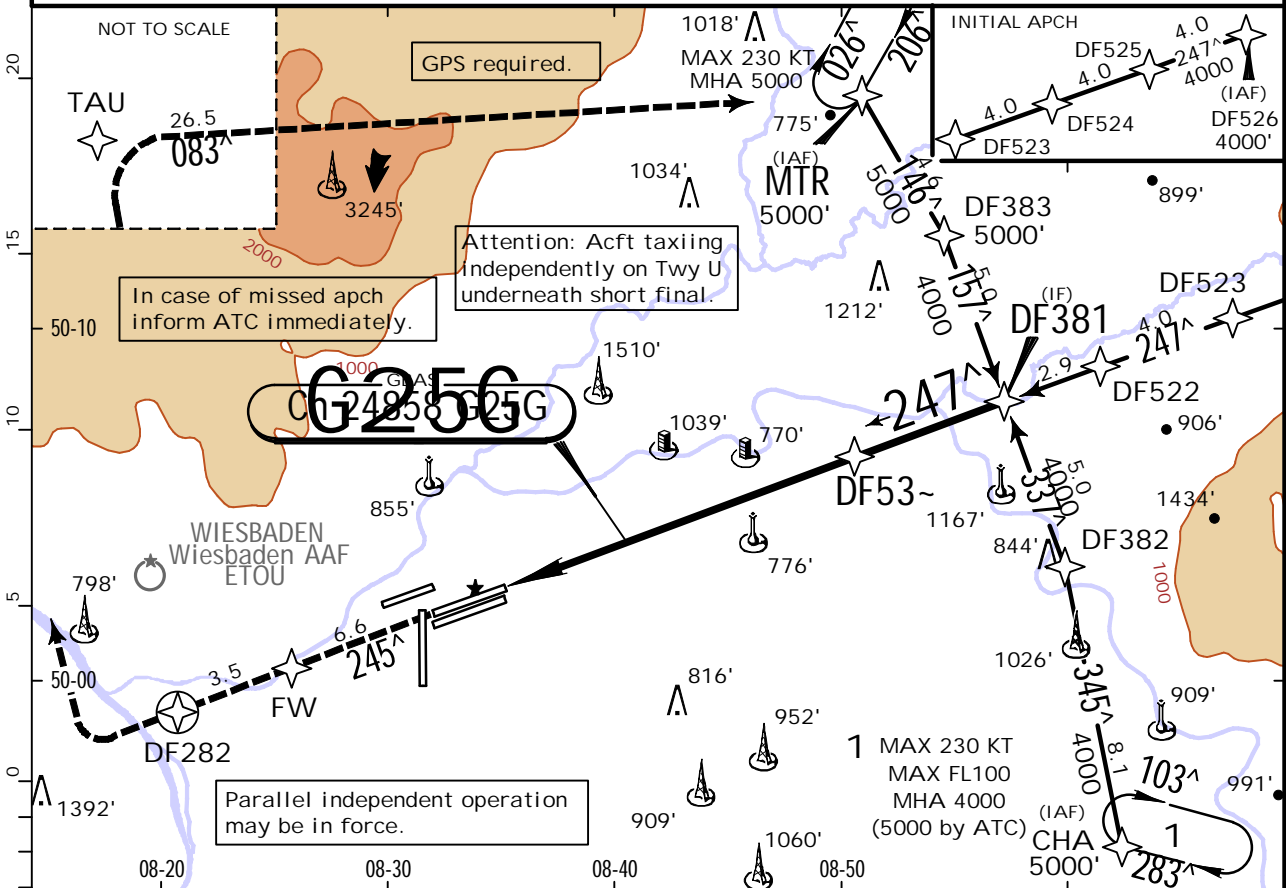 NOT TO SCALE
TAU
26.5
083^
GPS required.
1018'
MAX 230 KT
MHA 5000
026^
206^
775'
(IAF)
MTR
5000'
INITIAL APCH
DF525
4.0
247^
4000
4.0
4.0
(IAF)
DF526
4000'
DF524
DF523
20
3245'
2000
1034'
4.6
146^
5000
DF383
5000'
899'
15
Attention: Acft taxiing
independently on Twy U
underneath short final.
In case of missed apch
inform ATC immediately.
50-10
1212'
5.0
157^
4000
(IF)
DF381
DF523
4.0
247^
2.9
DF522
1510'
1000
GLAS
G25G
Ch 24858 G25G
247^
10
1039'
770'
906'
DF53~
855'
1167'
5.0
4000
337^
1434'
WIESBADEN
Wiesbaden AAF
ETOU
776'
844'
DF382
1000
798'
5
6.6
245^
1026'
50-00
3.5
FW
DF282
816'
345^
4000
8.1
909'
952'
0
1392'
Parallel independent operation
may be in force.
909'
1060'
1
MAX 230 KT
MAX FL100
MHA 4000
(5000 by ATC)
(IAF)
CHA
5000'
103^
1
283^
991'
08-20
08-30
08-40
08-50